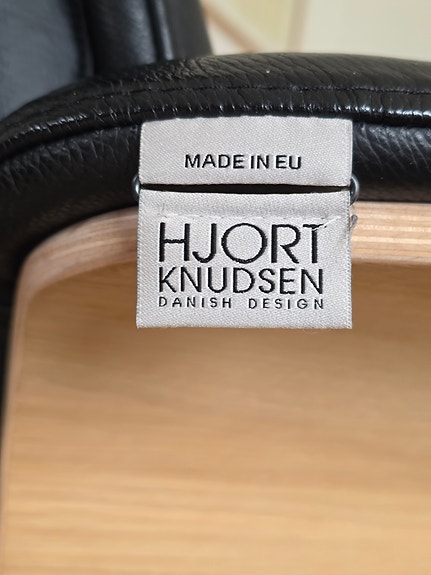 MADE IN EU
HJORT
KNUDSEN
DANISH DESIGN